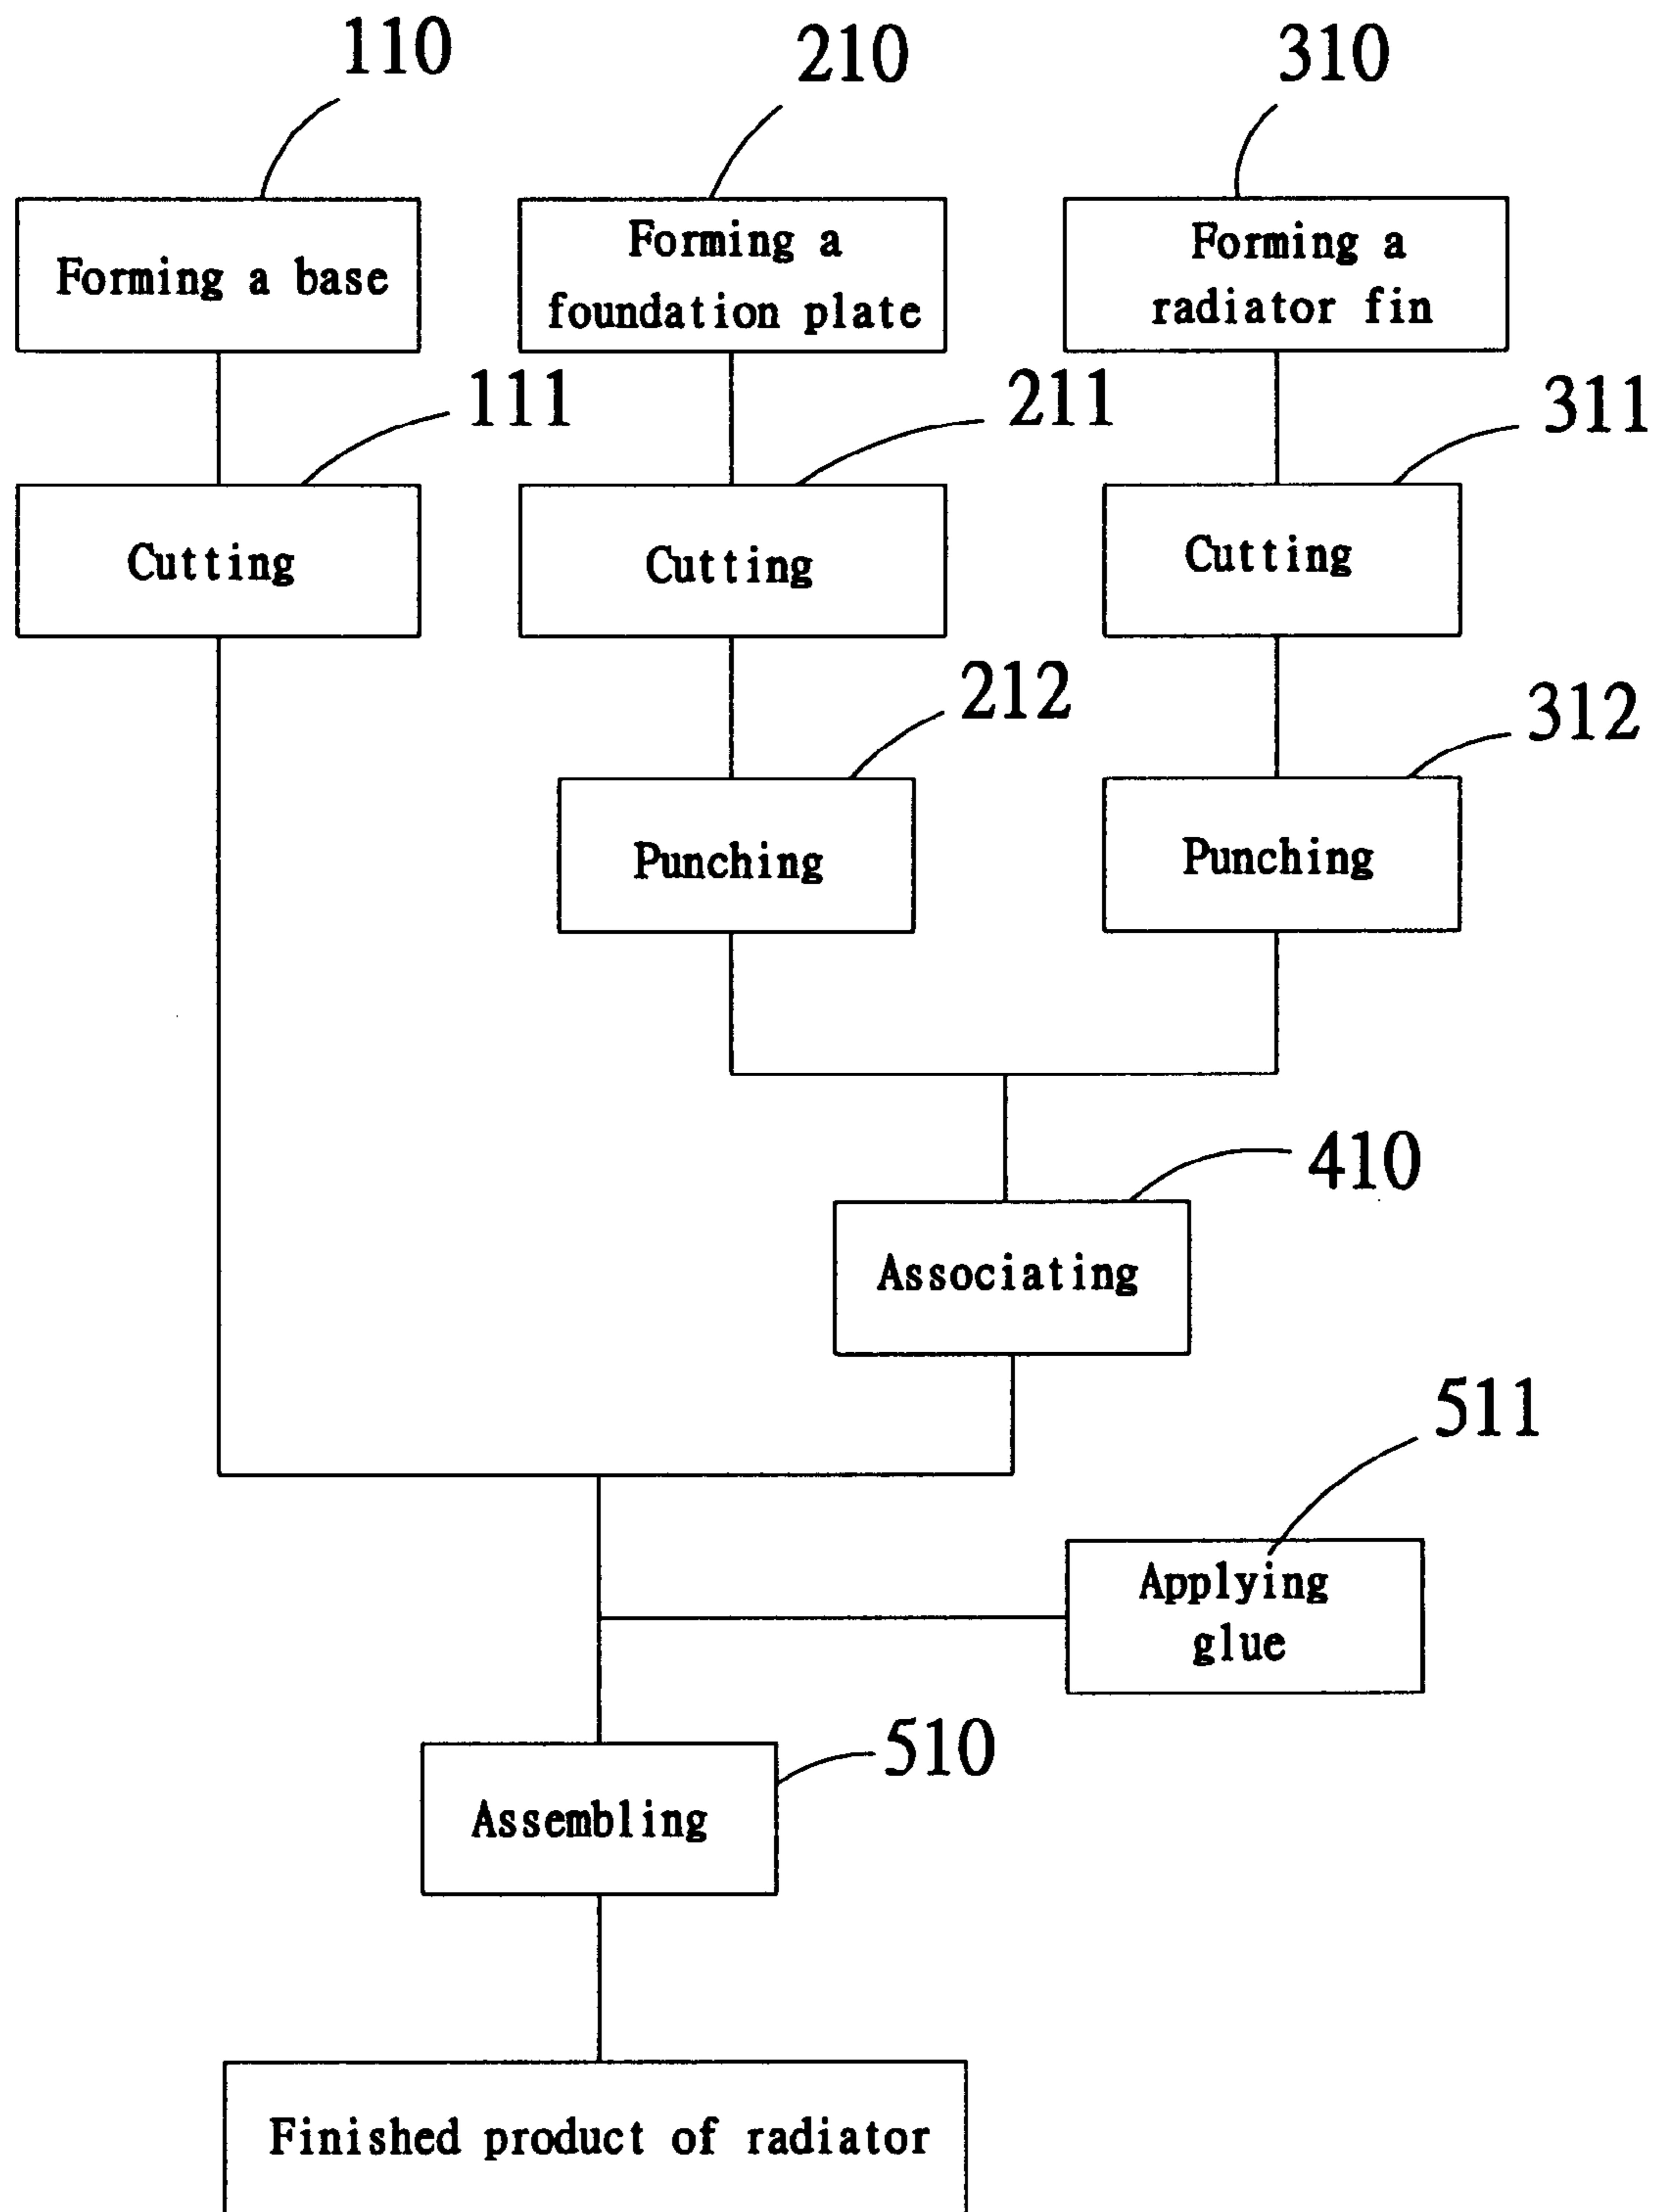 110
210
310
Forming a base
Forming a
foundation plate
Forming a
radiator fin
111
211
311
Cutting
Cutting
Cutting
212
312
Punching
Punching
410
Associating
511
Applying
glue
510
Assembling
Finished product of radiator